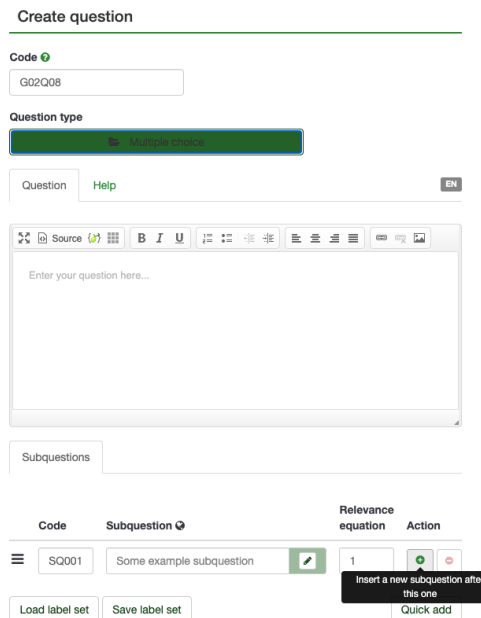 Create question
Code
G02Q08
Question type
Multiple choice
Question Help EN
Source B I U
Enter your question here...
Subquestions
Code Subquestion Relevance equation Action
SQ001 Some example subquestion 1
Insert a new subquestion after
this one
Load label set Save label set Quick add